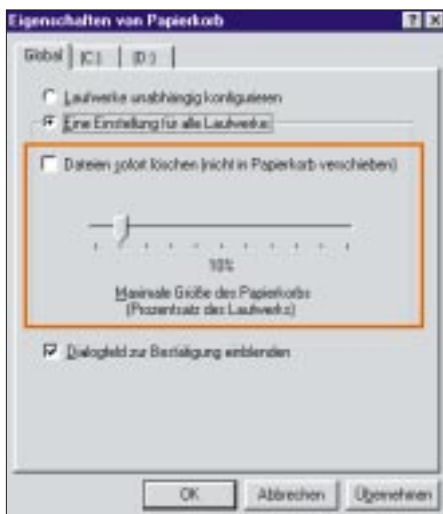 Eigenschaften von Papierkorb
Global (C:) (D:)
Laufwerke unabhängig konfigurieren
Eine Einstellung für alle Laufwerke:
Dateien sofort löschen (nicht in Papierkorb verschieben)
10%
Maximale Größe des Papierkorbs
(Prozentsatz des Laufwerks)
Dialogfeld zur Bestätigung einblenden
OK Abbrechen Übernehmen